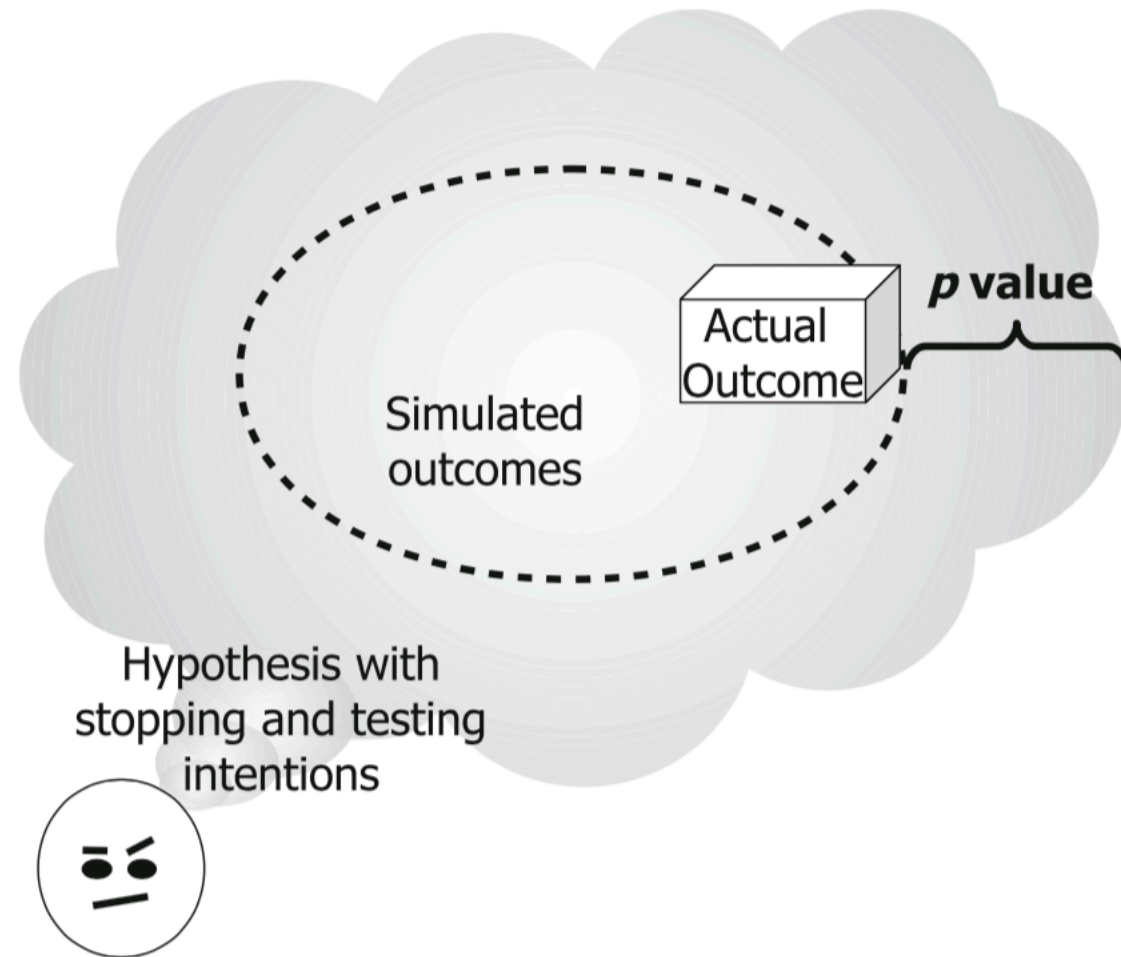 p value
Actual
Outcome
Simulated
outcomes
Hypothesis with
stopping and testing
intentions